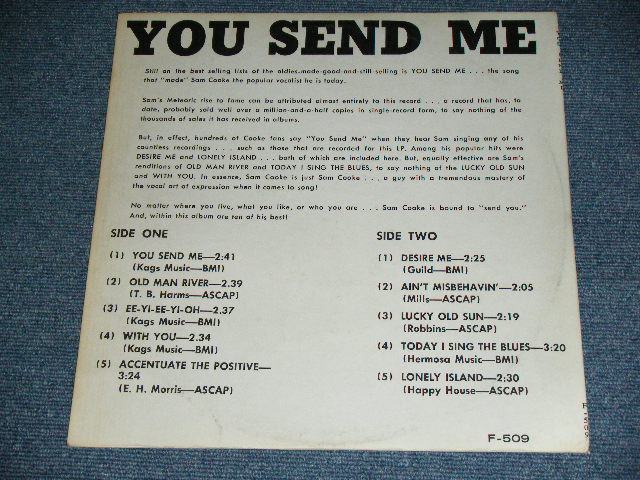 YOU SEND ME
Still on the best selling lists of the oldies-made-good-and-still-selling is YOU SEND ME . . . the song
that "made" Sam Cooke the popular vocalist he is today.
Sam's Meteoric rise to fame can be attributed almost entirely to this record . . . a record that has, to
date, probably sold well over a million-and-a-half copies in single-record form, to say nothing of the
thousands of sales it has received in albums.
But, in effect, hundreds of Cooke fans say "You Send Me" when they hear Sam singing any of his
countless recordings . . . such as those that are recorded for this LP. Among his popular hits were
DESIRE ME and LONELY ISLAND . . . both of which are included here. But, equally effective are Sam's
renditions of OLD MAN RIVER and TODAY I SING THE BLUES, to say nothing of the LUCKY OLD SUN
and WITH YOU. In essence, Sam Cooke is just Sam Cooke . . . a guy with a tremendous mastery of
the vocal art of expression when it comes to song!
No matter where you live, what you like, or who you are . . . Sam Cooke is bound to "send you."
And, within this album are ten of his best!
SIDE ONE
(1) YOU SEND ME—2:41
(Kags Music—BMI)
(2) OLD MAN RIVER—2.39
(T. B. Harms—ASCAP)
(3) EE-YI-EE-YI-OH—2.37
(Kags Music—BMI)
(4) WITH YOU—2.34
(Kags Music—BMI)
(5) ACCENTUATE THE POSITIVE—
3:24
(E. H. Morris—ASCAP)
SIDE TWO
(1) DESIRE ME—2:25
(Guild—BMI)
(2) AIN'T MISBEHAVIN'—2:05
(Mills—ASCAP)
(3) LUCKY OLD SUN—2:19
(Robbins—ASCAP)
(4) TODAY I SING THE BLUES—3:20
(Hermosa Music—BMI)
(5) LONELY ISLAND—2:30
(Happy House—ASCAP)
F-509